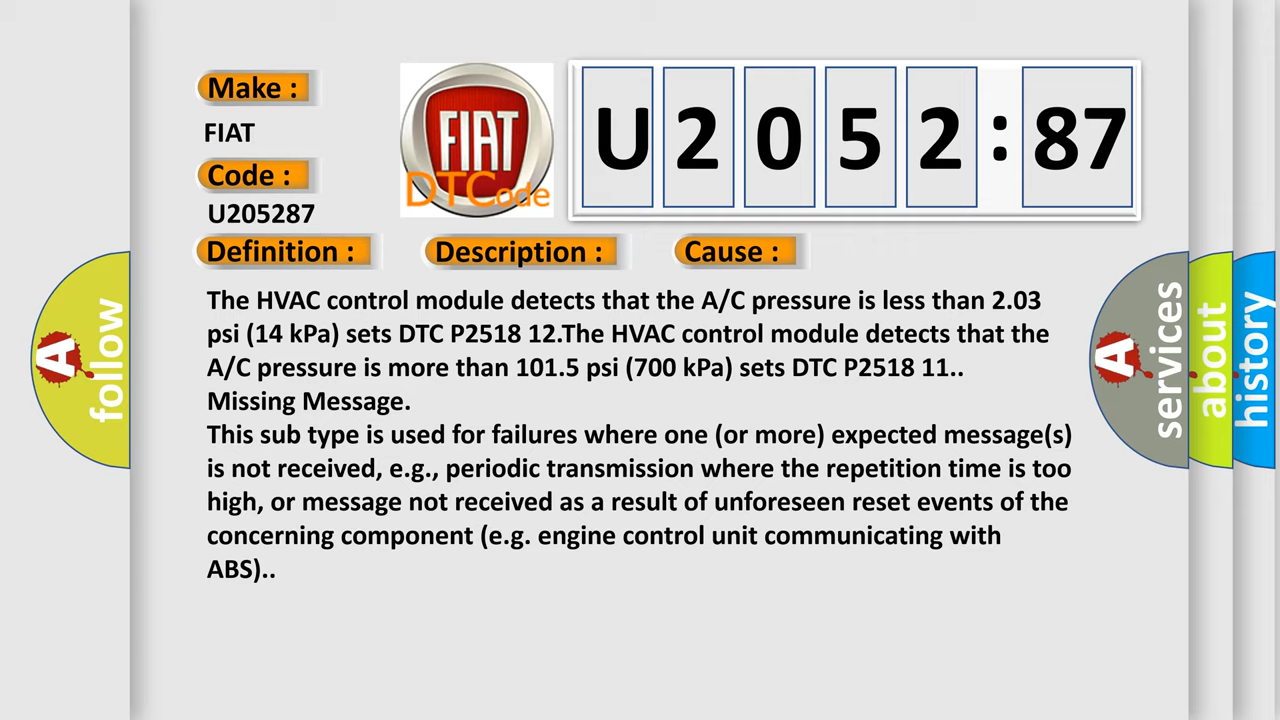 Make :
FIAT
Code :
U205287
FIAT
DTCode
U2052:87
Definition :
Description :
Cause :
The HVAC control module detects that the A/C pressure is less than 2.03
psi (14 kPa) sets DTC P2518 12.The HVAC control module detects that the
A/C pressure is more than 101.5 psi (700 kPa) sets DTC P2518 11..
Missing Message.
This sub type is used for failures where one (or more) expected message(s)
is not received, e.g., periodic transmission where the repetition time is too
high, or message not received as a result of unforeseen reset events of the
concerning component (e.g. engine control unit communicating with
ABS)..
A
follow
A
services
about
history